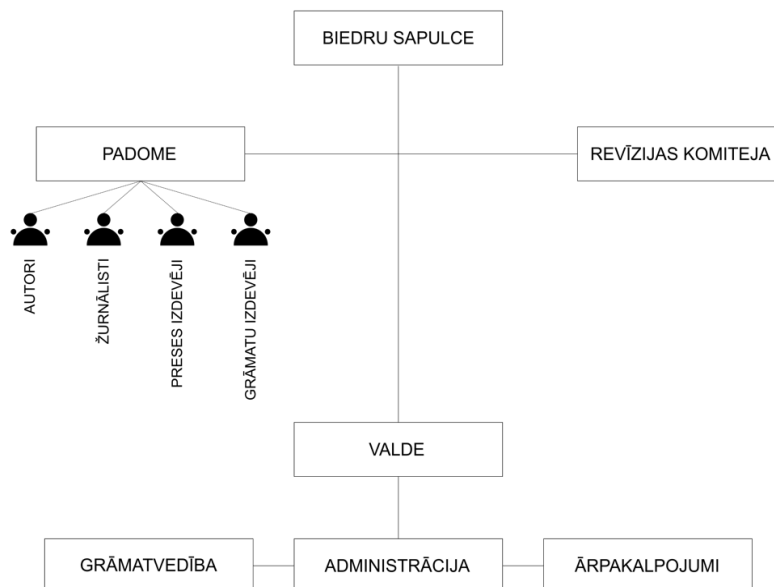 BIEDRU SAPULCE
PADOME
REVĪZIJAS KOMITEJA
AUTORI
ŽURNĀLISTI
PRESES IZDEVĒJI
GRĀMATU IZDEVĒJI
VALDE
GRĀMATVEDĪBA
ADMINISTRĀCIJA
ĀRPAKALPOJUMI